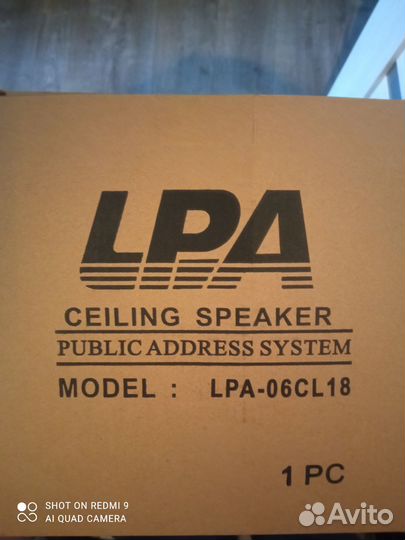 LPA
CEILING SPEAKER
PUBLIC ADDRESS SYSTEM
MODEL : LPA-06CL18
1 PC
SHOT ON REDMI 9
AI QUAD CAMERA
Avito